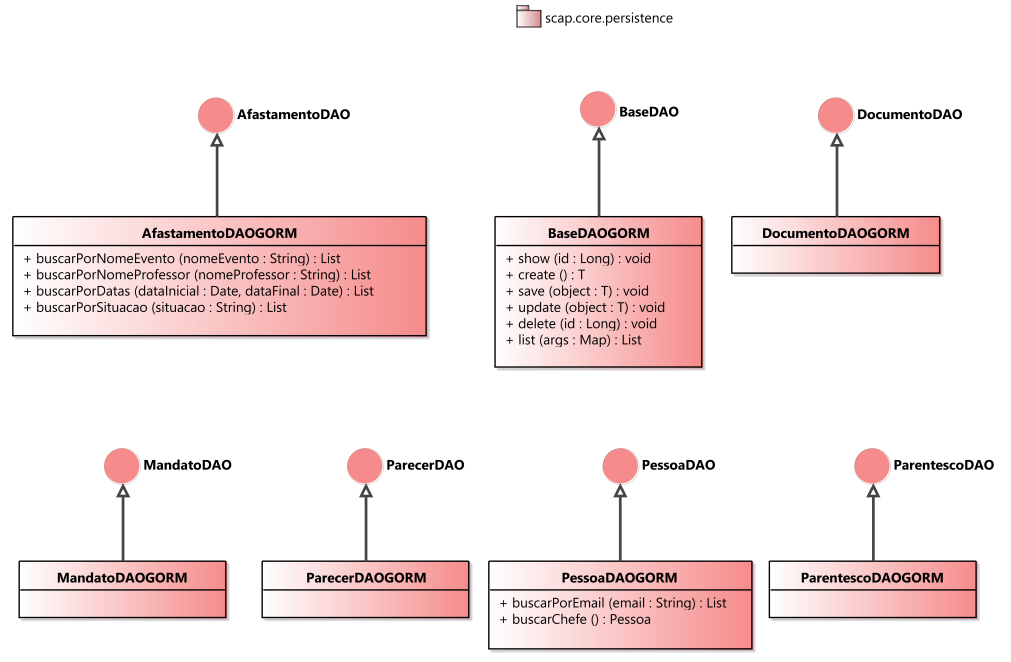 scap.core.persistence
AfastamentoDAO
BaseDAO
DocumentoDAO
AfastamentoDAOGORM
+ buscarPorNomeEvento (nomeEvento : String) : List
+ buscarPorNomeProfessor (nomeProfessor : String) : List
+ buscarPorDatas (dataInicial : Date, dataFinal : Date) : List
+ buscarPorSituacao (situacao : String) : List
BaseDAOGORM
+ show (id : Long) : void
+ create () : T
+ save (object : T) : void
+ update (object : T) : void
+ delete (id : Long) : void
+ list (args : Map) : List
DocumentoDAOGORM
MandatoDAO
ParecerDAO
PessoaDAO
ParentescoDAO
MandatoDAOGORM
ParecerDAOGORM
PessoaDAOGORM
+ buscarPorEmail (email : String) : List
+ buscarChefe () : Pessoa
ParentescoDAOGORM